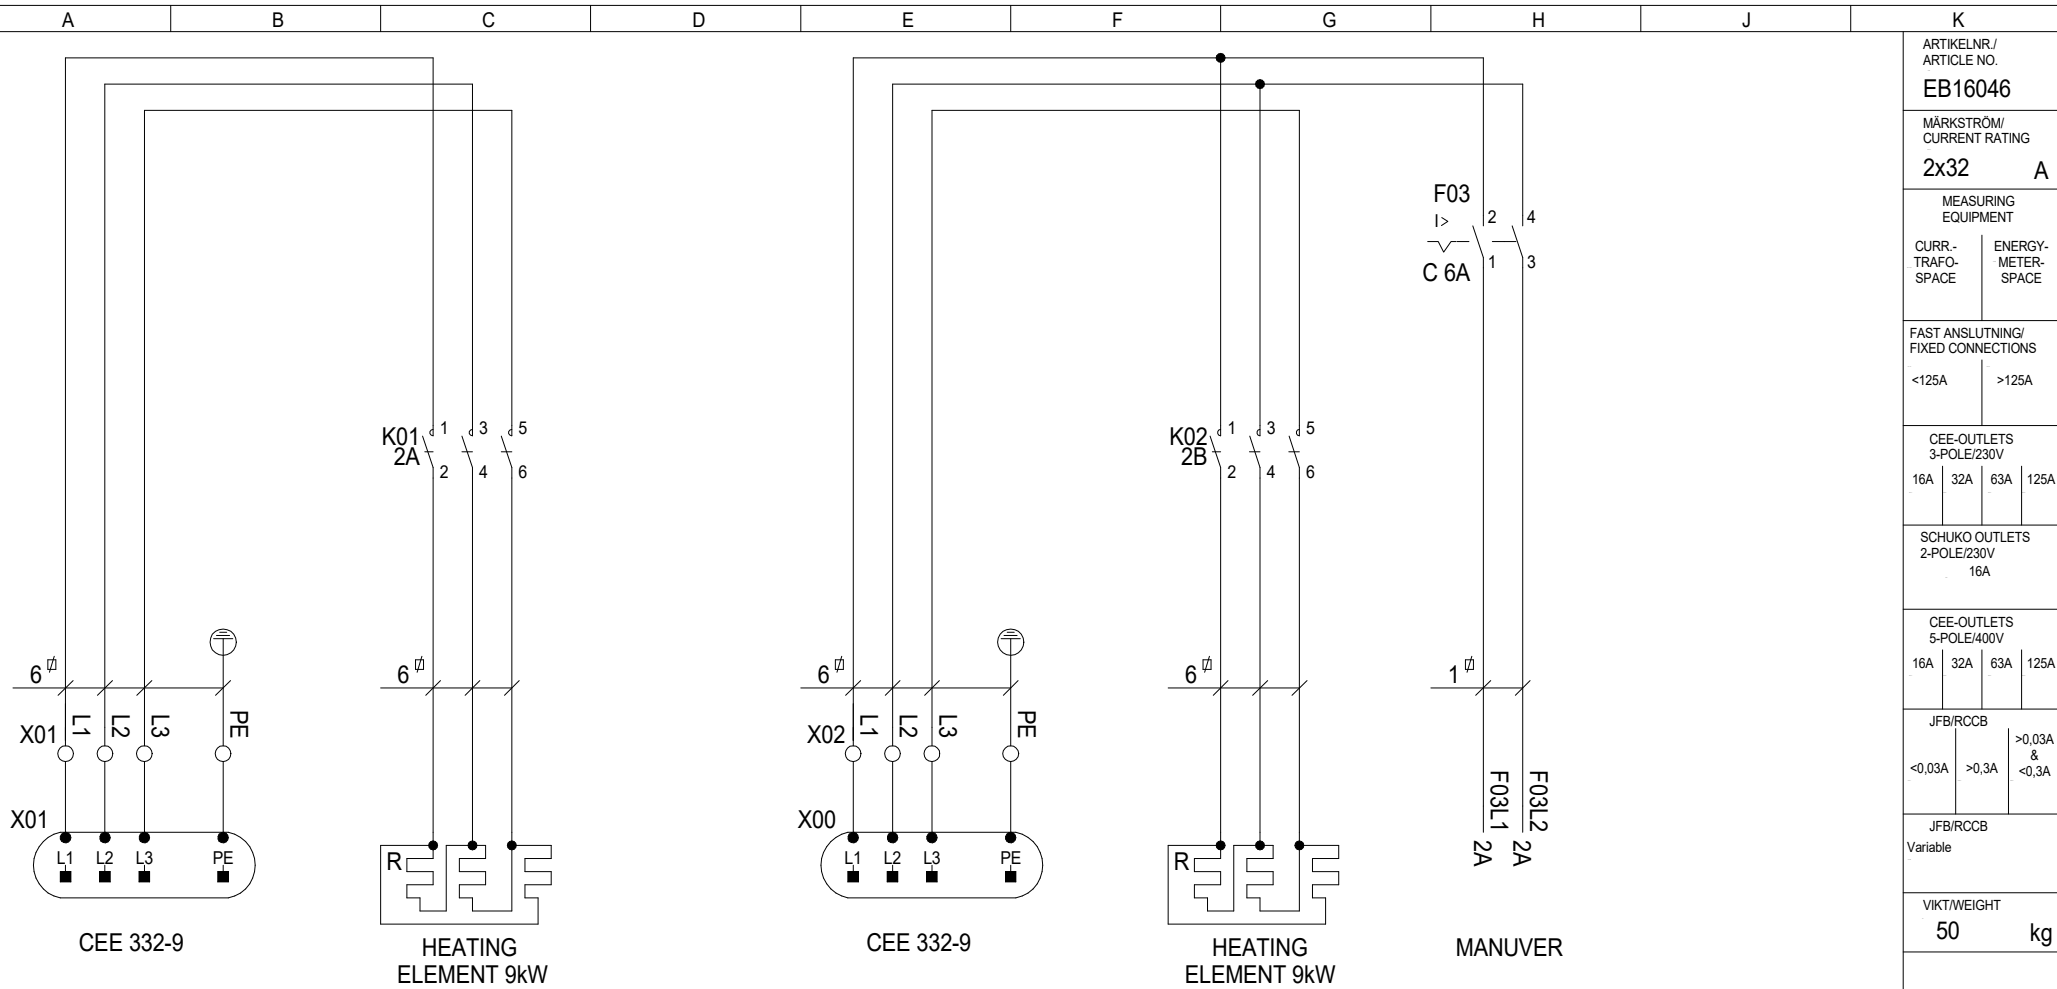 A B C D E F G H J K
ARTIKELNR./
ARTICLE NO.
EB16046
MÄRKSTRÖM/
CURRENT RATING
2x32 A
MEASURING
EQUIPMENT
CURR.-
TRAFO-
SPACE
ENERGY-
METER-
SPACE
FAST ANSLUTNING/
FIXED CONNECTIONS
<125A >125A
CEE-OUTLETS
3-POLE/230V
16A 32A 63A 125A
SCHUKO OUTLETS
2-POLE/230V
16A
CEE-OUTLETS
5-POLE/400V
16A 32A 63A 125A
JFB/RCCB
<0,03A >0,3A
>0,03A
&
<0,3A
JFB/RCCB
Variable
VIKT/WEIGHT
50 kg
K01
2A
1 3 5
2 4 6
6
X01
L1 L2 L3 PE
X01
L1 L2 L3 PE
CEE 332-9
6
R
HEATING
ELEMENT 9kW
K02
2B
1 3 5
2 4 6
6
X02
L1 L2 L3 PE
X00
L1 L2 L3 PE
CEE 332-9
6
R
HEATING
ELEMENT 9kW
F03
I>
C 6A
2 4
1 3
1
F03L1 2A
F03L2 2A
MANUVER